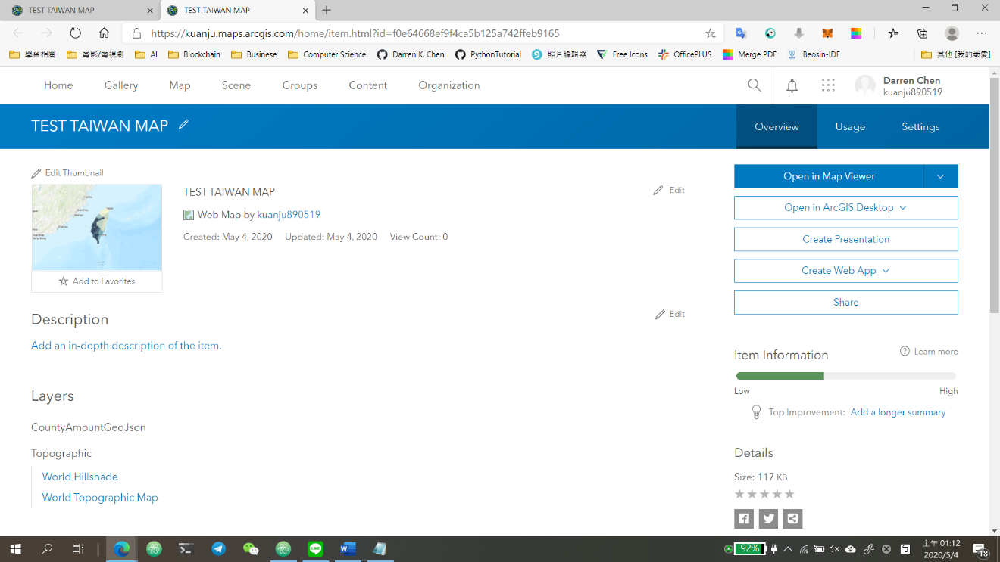 TEST TAIWAN MAP
TEST TAIWAN MAP
https://kuanju.maps.arcgis.com/home/item.html?id=f0e64668ef9f4ca5b125a742ffeb9165
學習相關 電影/電視劇 AI Blockchain Businese Computer Science Darren K. Chen PythonTutorial 照片編輯器 Free Icons OfficePLUS Merge PDF Beosin-IDE 其他 [我的最愛]
Home Gallery Map Scene Groups Content Organization
Darren Chen
kuanju890519
TEST TAIWAN MAP
Overview Usage Settings
Edit Thumbnail
Add to Favorites
TEST TAIWAN MAP
Edit
Web Map by kuanju890519
Created: May 4, 2020 Updated: May 4, 2020 View Count: 0
Description
Edit
Add an in-depth description of the item.
Layers
CountyAmountGeoJson
Topographic
World Hillshade
World Topographic Map
Open in Map Viewer
Open in ArcGIS Desktop
Create Presentation
Create Web App
Share
Item Information
Learn more
Low High
Top Improvement: Add a longer summary
Details
Size: 117 KB
92%
上午 01:12
2020/5/4
18